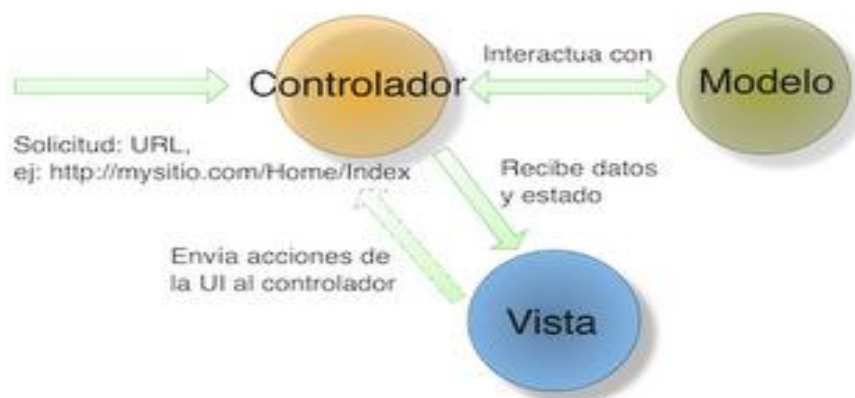 Controlador
Interactua con
Modelo
Solicitud: URL,
ej: http://mysitio.com/Home/Index
Recibe datos
y estado
Envia acciones de
la UI al controlador
Vista